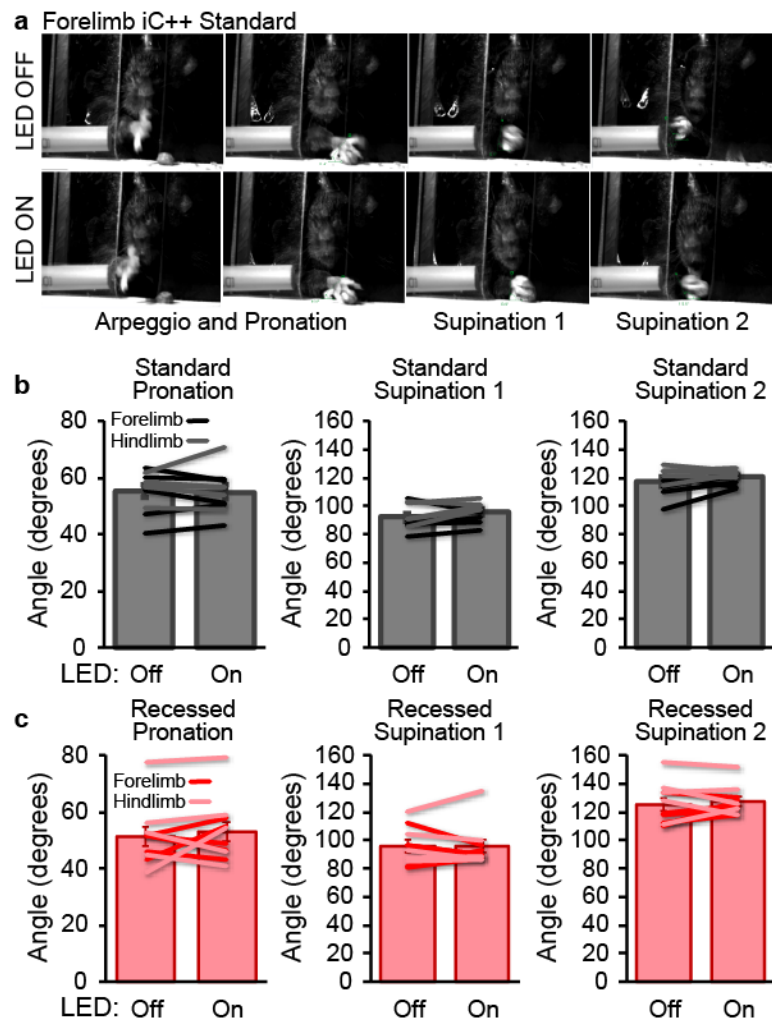 a Forelimb iC++ Standard
LED OFF
LED ON
Arpeggio and Pronation
Supination 1
Supination 2
b
Standard
Pronation
Standard
Supination 1
Standard
Supination 2
Angle (degrees)
80
60
40
20
0
Forelimb
Hindlimb
Angle (degrees)
160
140
120
100
80
60
40
20
0
Angle (degrees)
160
140
120
100
80
60
40
20
0
LED: Off On
Off On
Off On
c
Recessed
Pronation
Recessed
Supination 1
Recessed
Supination 2
Angle (degrees)
80
60
40
20
0
Forelimb
Hindlimb
Angle (degrees)
160
140
120
100
80
60
40
20
0
Angle (degrees)
160
140
120
100
80
60
40
20
0
LED: Off On
Off On
Off On